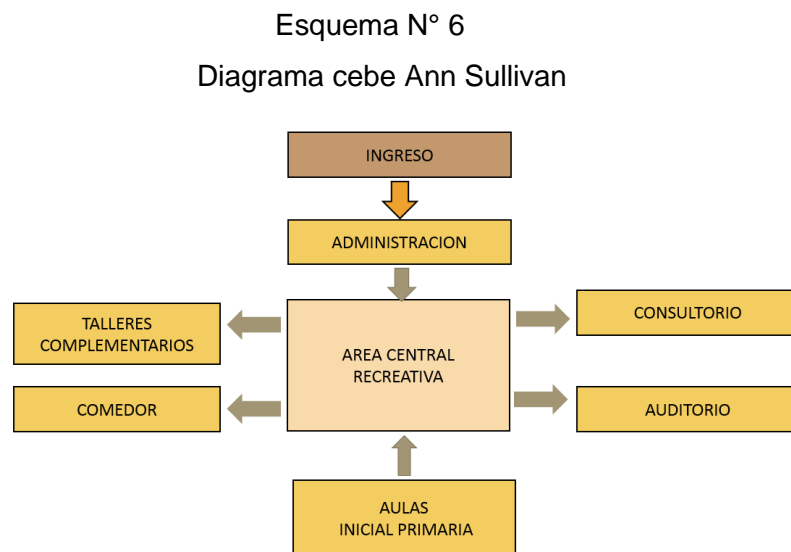 Esquema N° 6
Diagrama cebe Ann Sullivan
INGRESO
ADMINISTRACION
TALLERES
COMPLEMENTARIOS
AREA CENTRAL
RECREATIVA
CONSULTORIO
COMEDOR
AUDITORIO
AULAS
INICIAL PRIMARIA